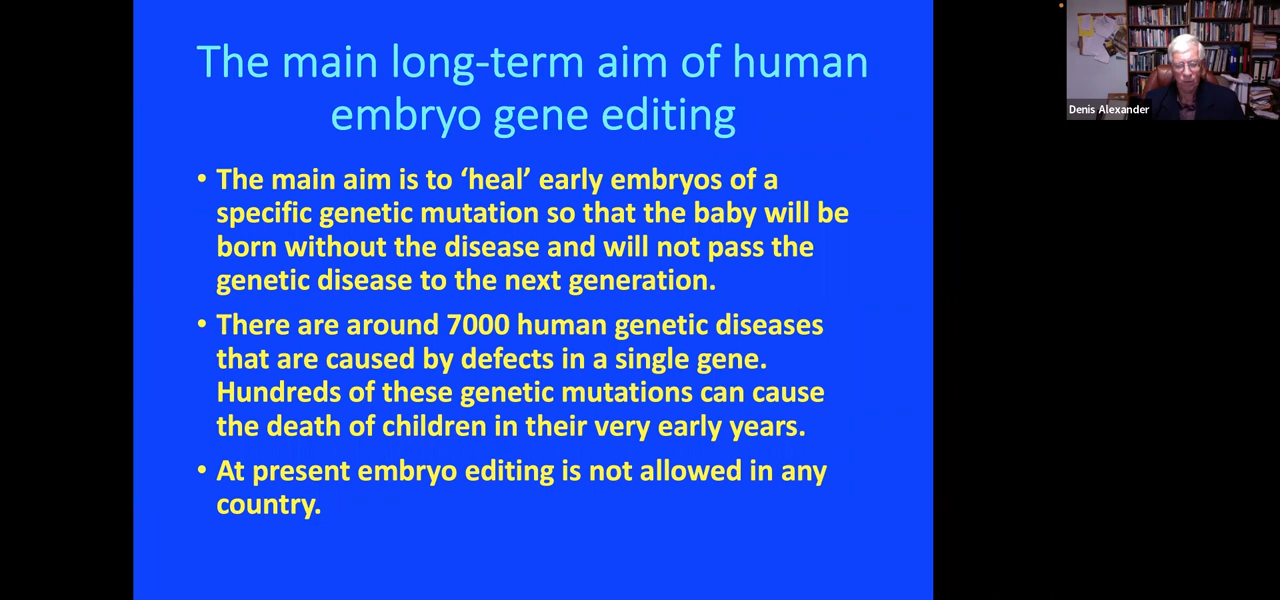 The main long-term aim of human
embryo gene editing
• The main aim is to ‘heal’ early embryos of a
specific genetic mutation so that the baby will be
born without the disease and will not pass the
genetic disease to the next generation.
• There are around 7000 human genetic diseases
that are caused by defects in a single gene.
Hundreds of these genetic mutations can cause
the death of children in their very early years.
• At present embryo editing is not allowed in any
country.
Denis Alexander